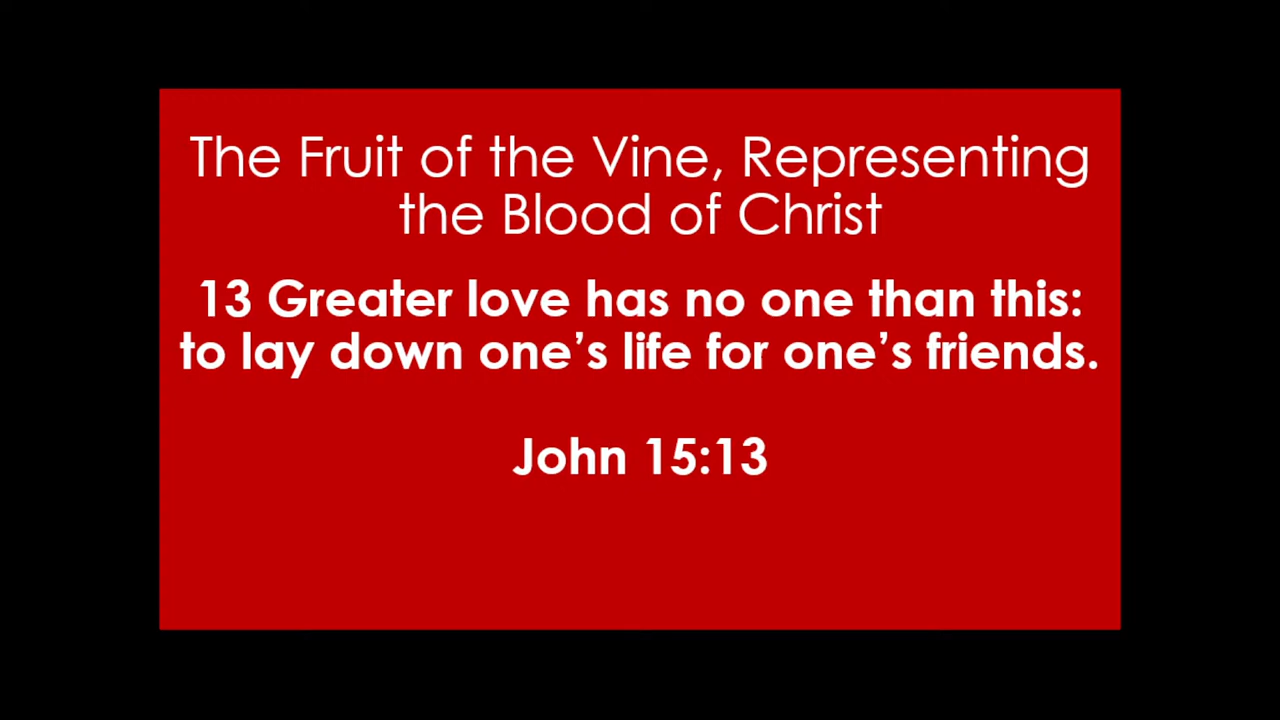 The Fruit of the Vine, Representing
the Blood of Christ
13 Greater love has no one than this:
to lay down one’s life for one’s friends.
John 15:13